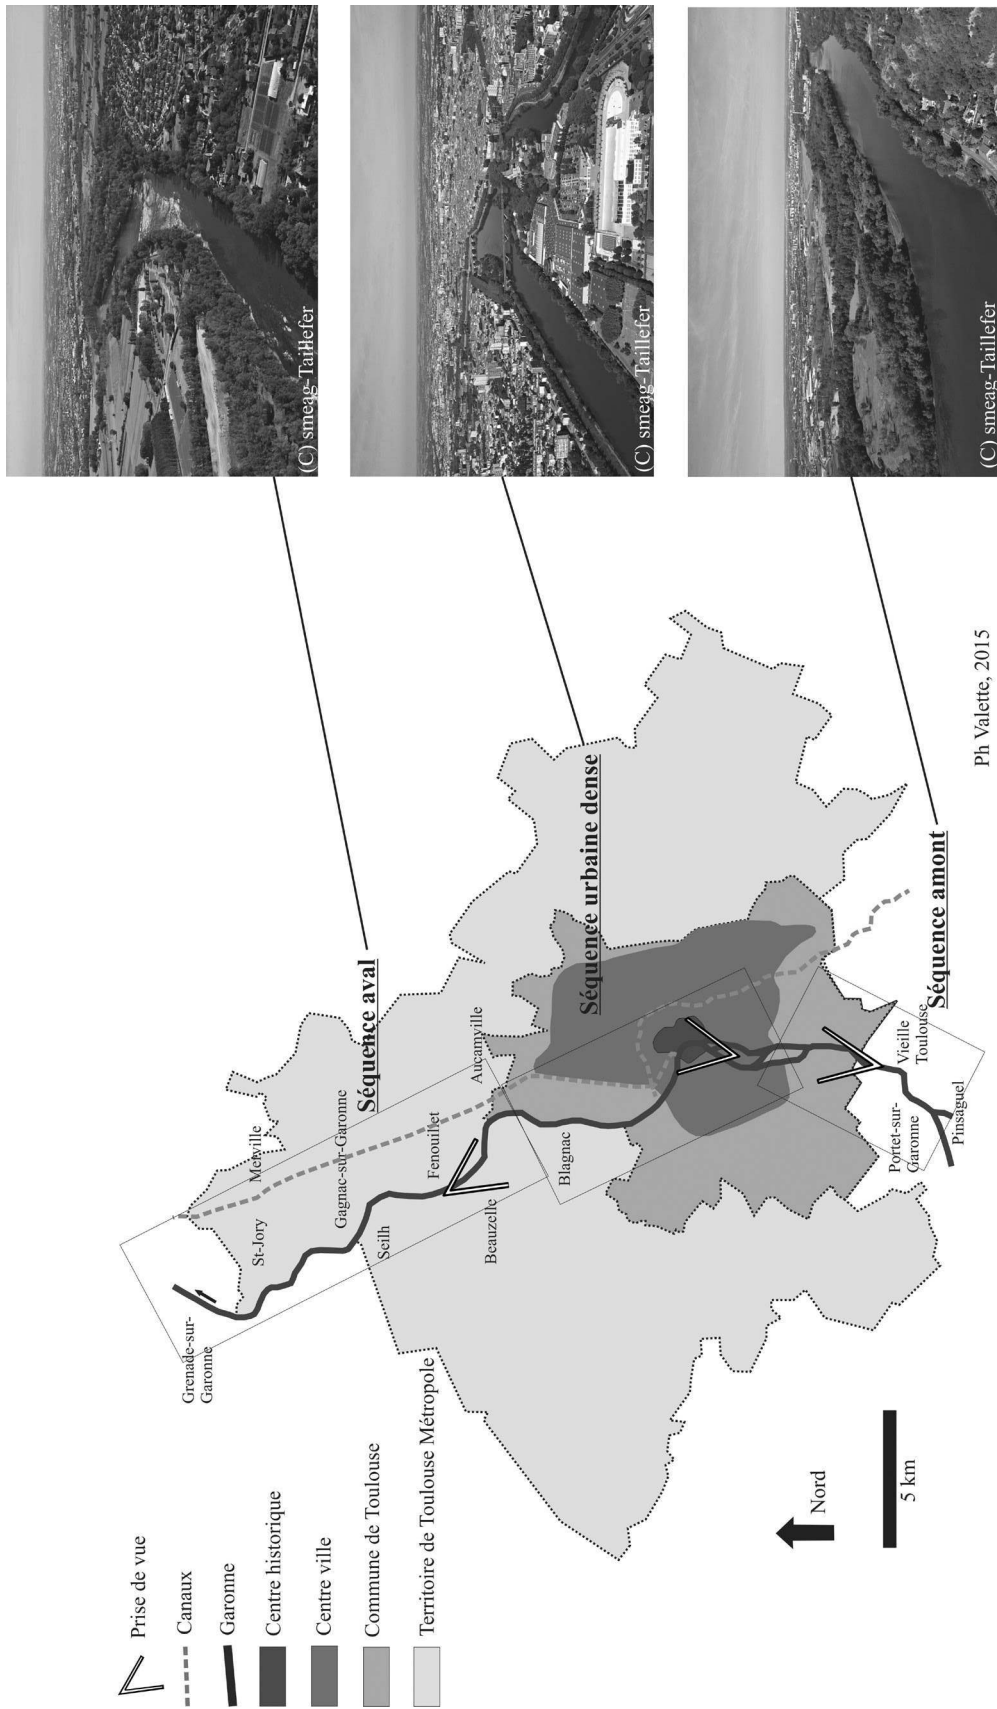 Prise de vue
Canaux
Garonne
Centre historique
Centre ville
Commune de Toulouse
Territoire de Toulouse Métropole
Nord
5 km
Grenade-sur-
Garonne
St-Jory
Merville
Gagnac-sur-Garonne
Seilh
Fenouillet
Beauzelle
Aucamville
Blagnac
Portet-sur-
Garonne
Vieille
Toulouse
Pinsaguel
Séquence aval
Séquence urbaine dense
Séquence amont
(C) smeag-Taillefer
(C) smeag-Taillefer
(C) smeag-Taillefer
Ph Valette, 2015